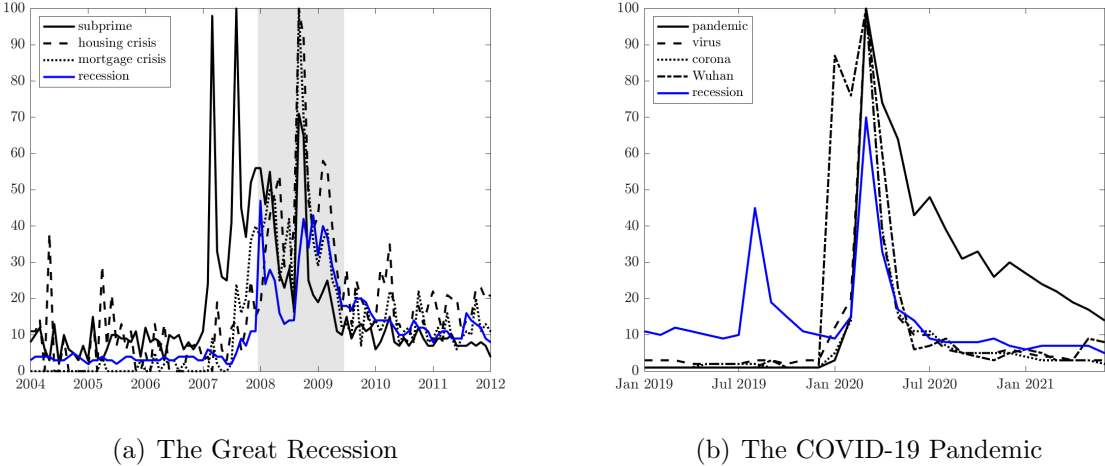 100
90
80
70
60
50
40
30
20
10
0
2004 2005 2006 2007 2008 2009 2010 2011 2012
subprime
housing crisis
mortgage crisis
recession
(a) The Great Recession
100
90
80
70
60
50
40
30
20
10
0
Jan 2019 Jul 2019 Jan 2020 Jul 2020 Jan 2021
pandemic
virus
corona
Wuhan
recession
(b) The COVID-19 Pandemic